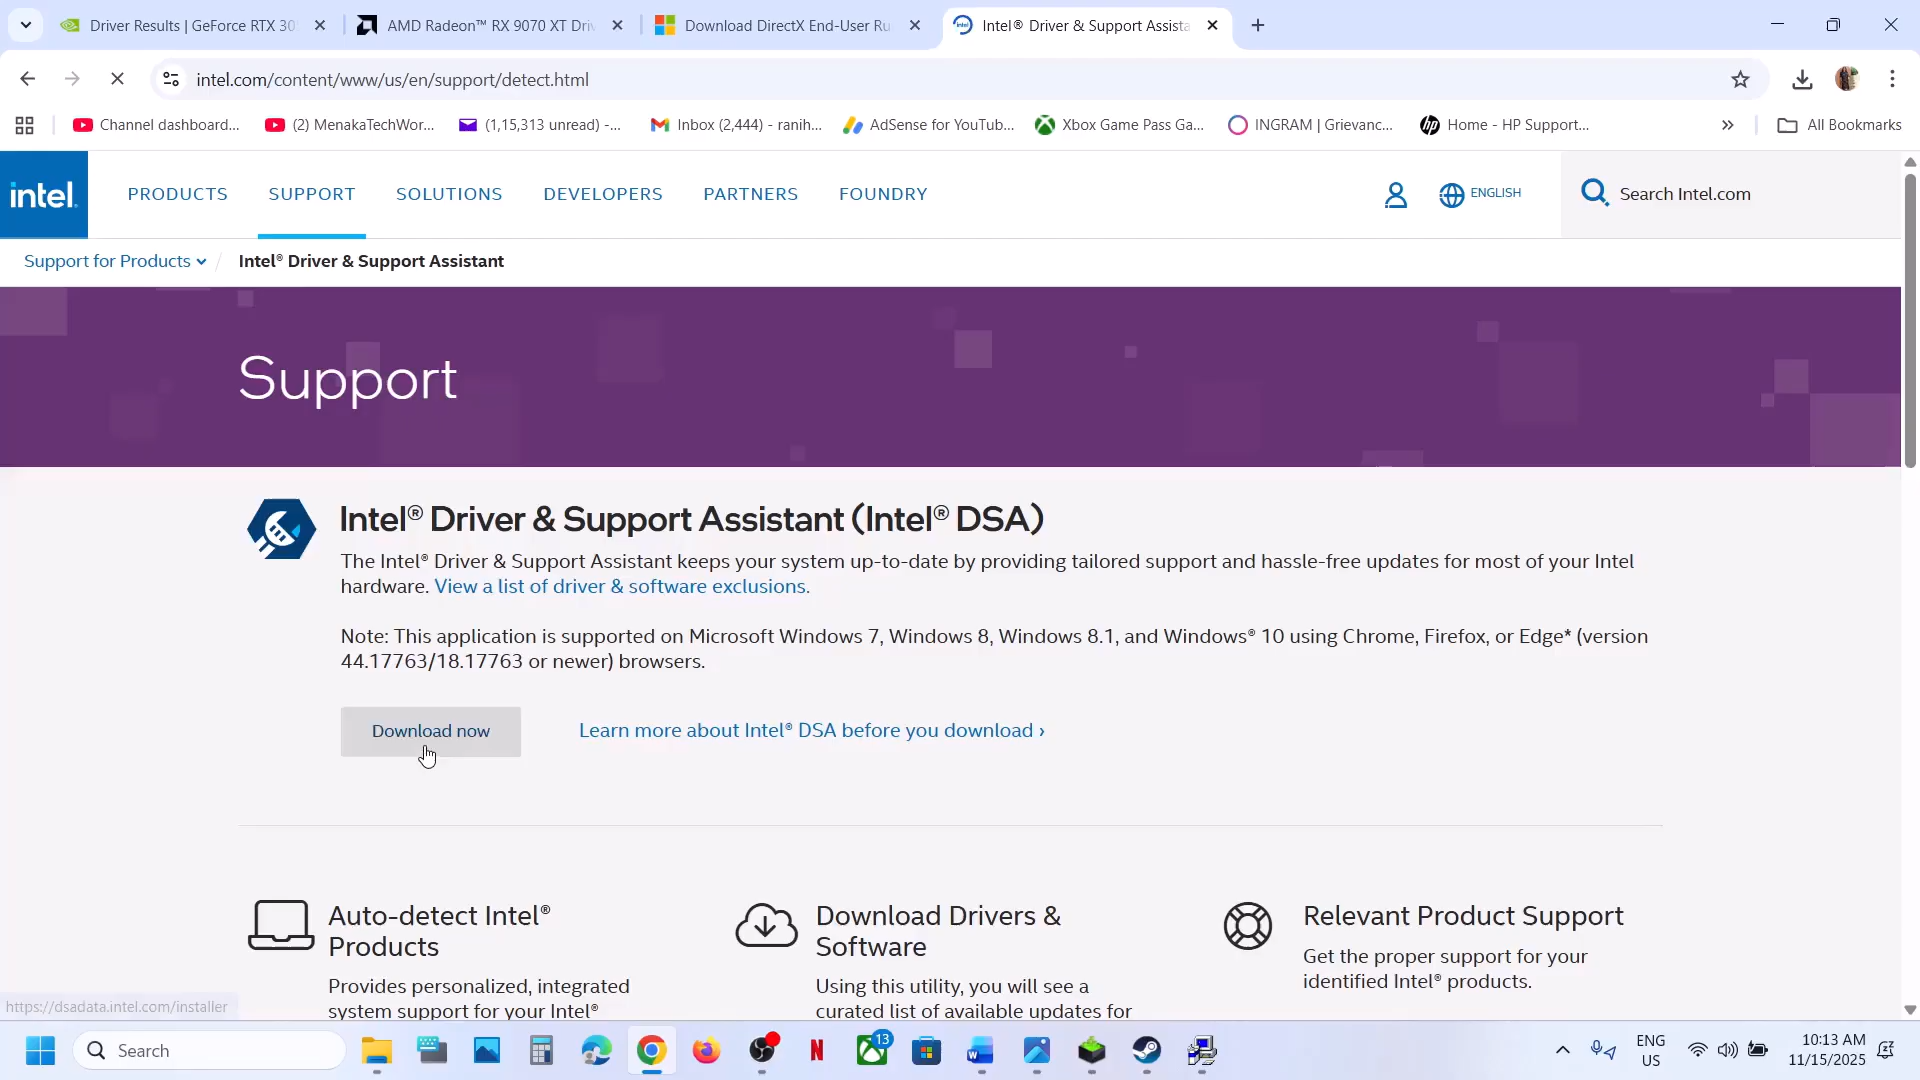 Driver Results | GeForce RTX 30
AMD Radeon™ RX 9070 XT Driv
Download DirectX End-User Ru
Intel® Driver & Support Assista
intel.com/content/www/us/en/support/detect.html
Channel dashboard...
(2) MenakaTechWor...
(1,15,313 unread) -...
Inbox (2,444) - ranih...
AdSense for YouTub...
Xbox Game Pass Ga...
INGRAM | Grievanc...
Home - HP Support...
All Bookmarks
intel.
PRODUCTS
SUPPORT
SOLUTIONS
DEVELOPERS
PARTNERS
FOUNDRY
ENGLISH
Search Intel.com
Support for Products / Intel® Driver & Support Assistant
Support
Intel® Driver & Support Assistant (Intel® DSA)
The Intel® Driver & Support Assistant keeps your system up-to-date by providing tailored support and hassle-free updates for most of your Intel
hardware. View a list of driver & software exclusions.
Note: This application is supported on Microsoft Windows 7, Windows 8, Windows 8.1, and Windows® 10 using Chrome, Firefox, or Edge* (version
44.17763/18.17763 or newer) browsers.
Download now
Learn more about Intel® DSA before you download ›
Auto-detect Intel®
Products
Provides personalized, integrated
system support for your Intel®
Download Drivers &
Software
Using this utility, you will see a
curated list of available updates for
Relevant Product Support
Get the proper support for your
identified Intel® products.
https://dsadata.intel.com/installer
Search
13
ENG
US
10:13 AM
11/15/2025